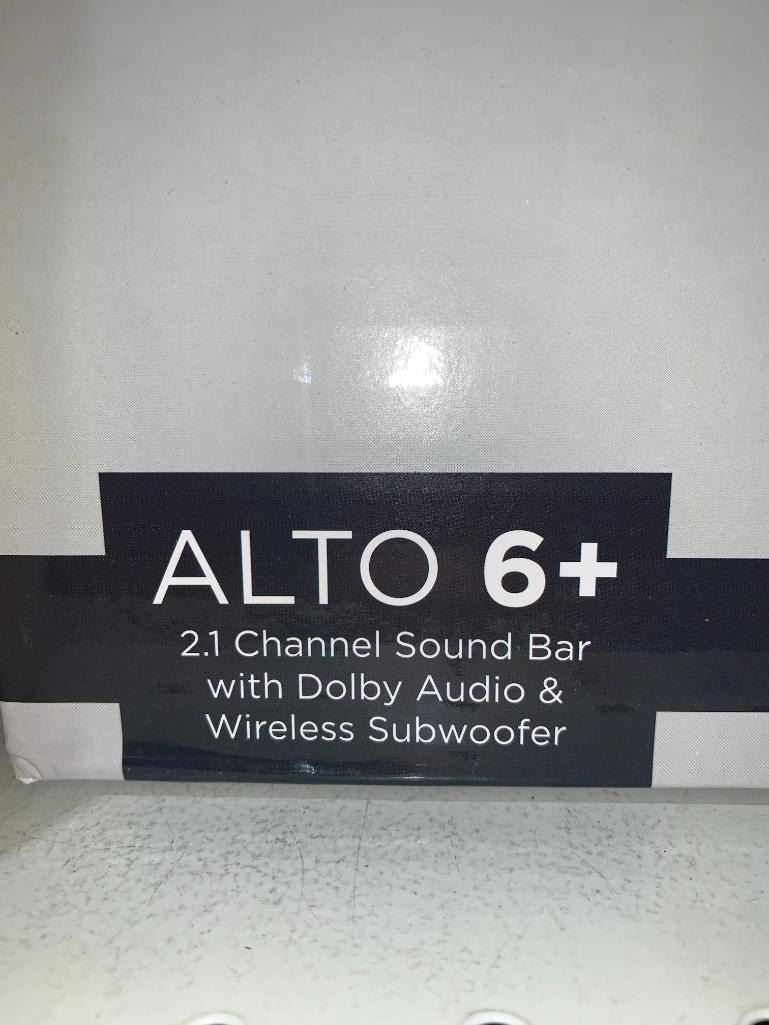 ALTO 6+
2.1 Channel Sound Bar
with Dolby Audio &
Wireless Subwoofer